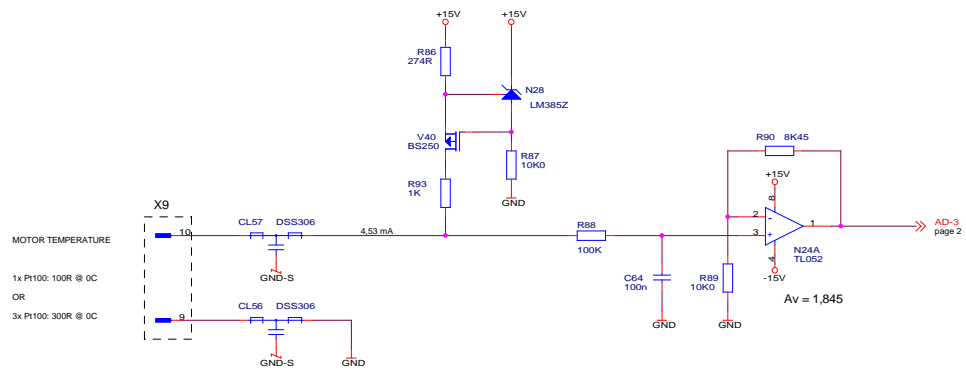 +15V
+15V
R86
274R
N28
LM385Z
V40
BS250
R87
10K0
R90 8K45
+15V
R93
1K
GND
8
X9
10
CL57 DSS306
4,53 mA
R88
2
-
1
AD-3
page 2
MOTOR TEMPERATURE
100K
3
+
N24A
TL052
GND-S
4
-15V
1x Pt100: 100R @ 0C
C64
100n
R89
10K0
OR
Av = 1,845
9
CL56 DSS306
3x Pt100: 300R @ 0C
GND
GND
GND-S
GND